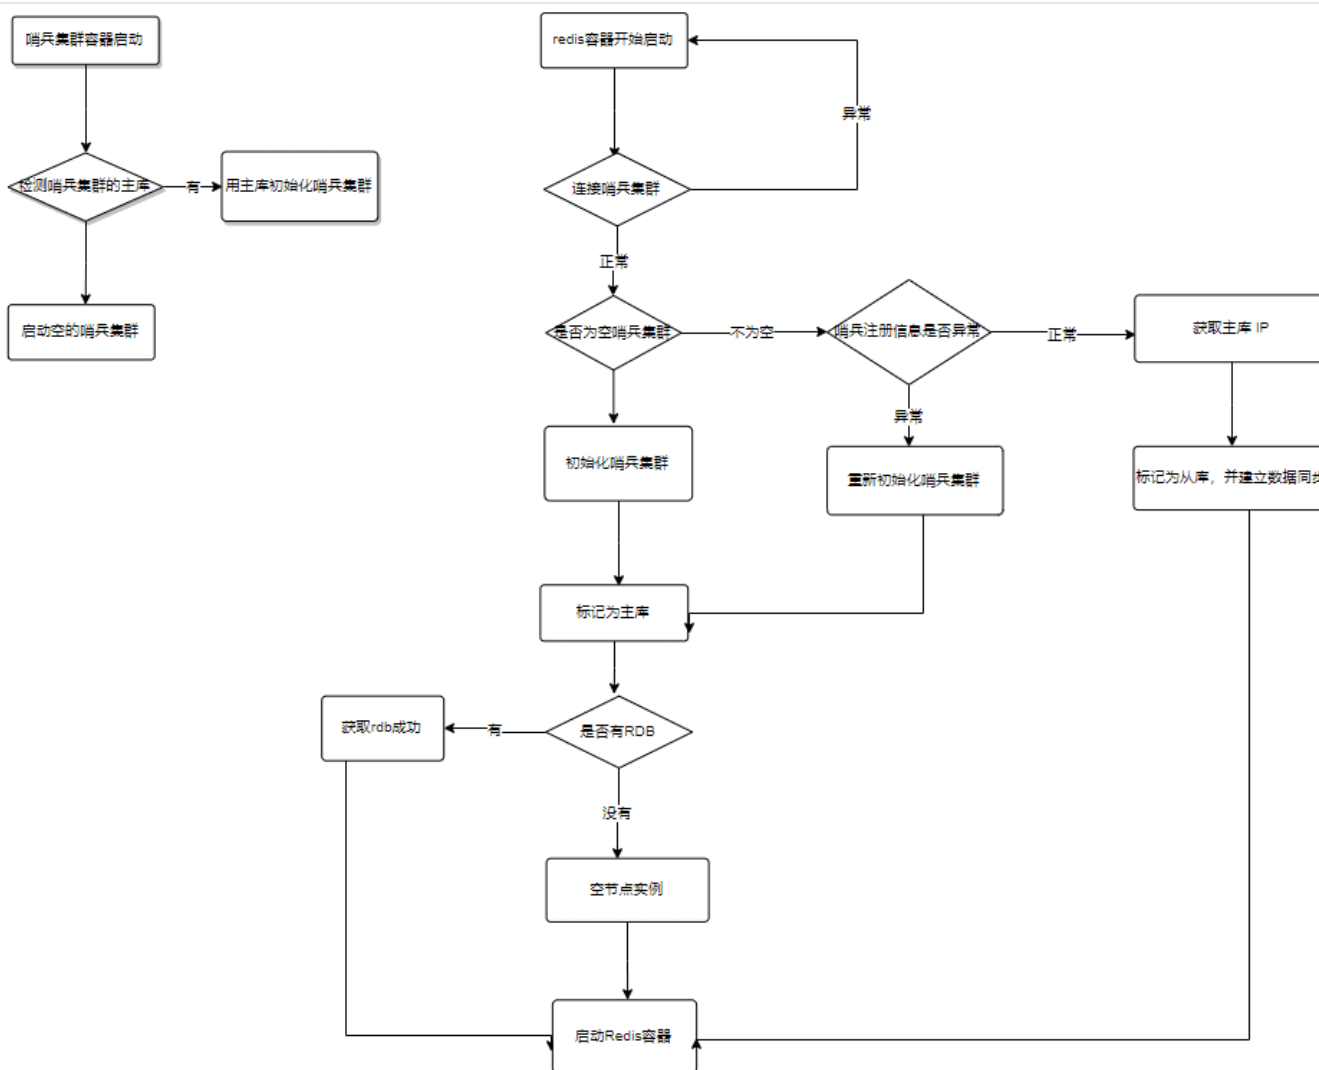 哨兵集群容器启动
redis容器开始启动
异常
检测哨兵集群的主库
有
用主库初始化哨兵集群
连接哨兵集群
正常
启动空的哨兵集群
是否为空哨兵集群
不为空
哨兵注册信息是否异常
正常
获取主库 IP
异常
初始化哨兵集群
重新初始化哨兵集群
标记为从库，并建立数据同步
标记为主库
获取rdb成功
有
是否有RDB
没有
空节点实例
启动Redis容器